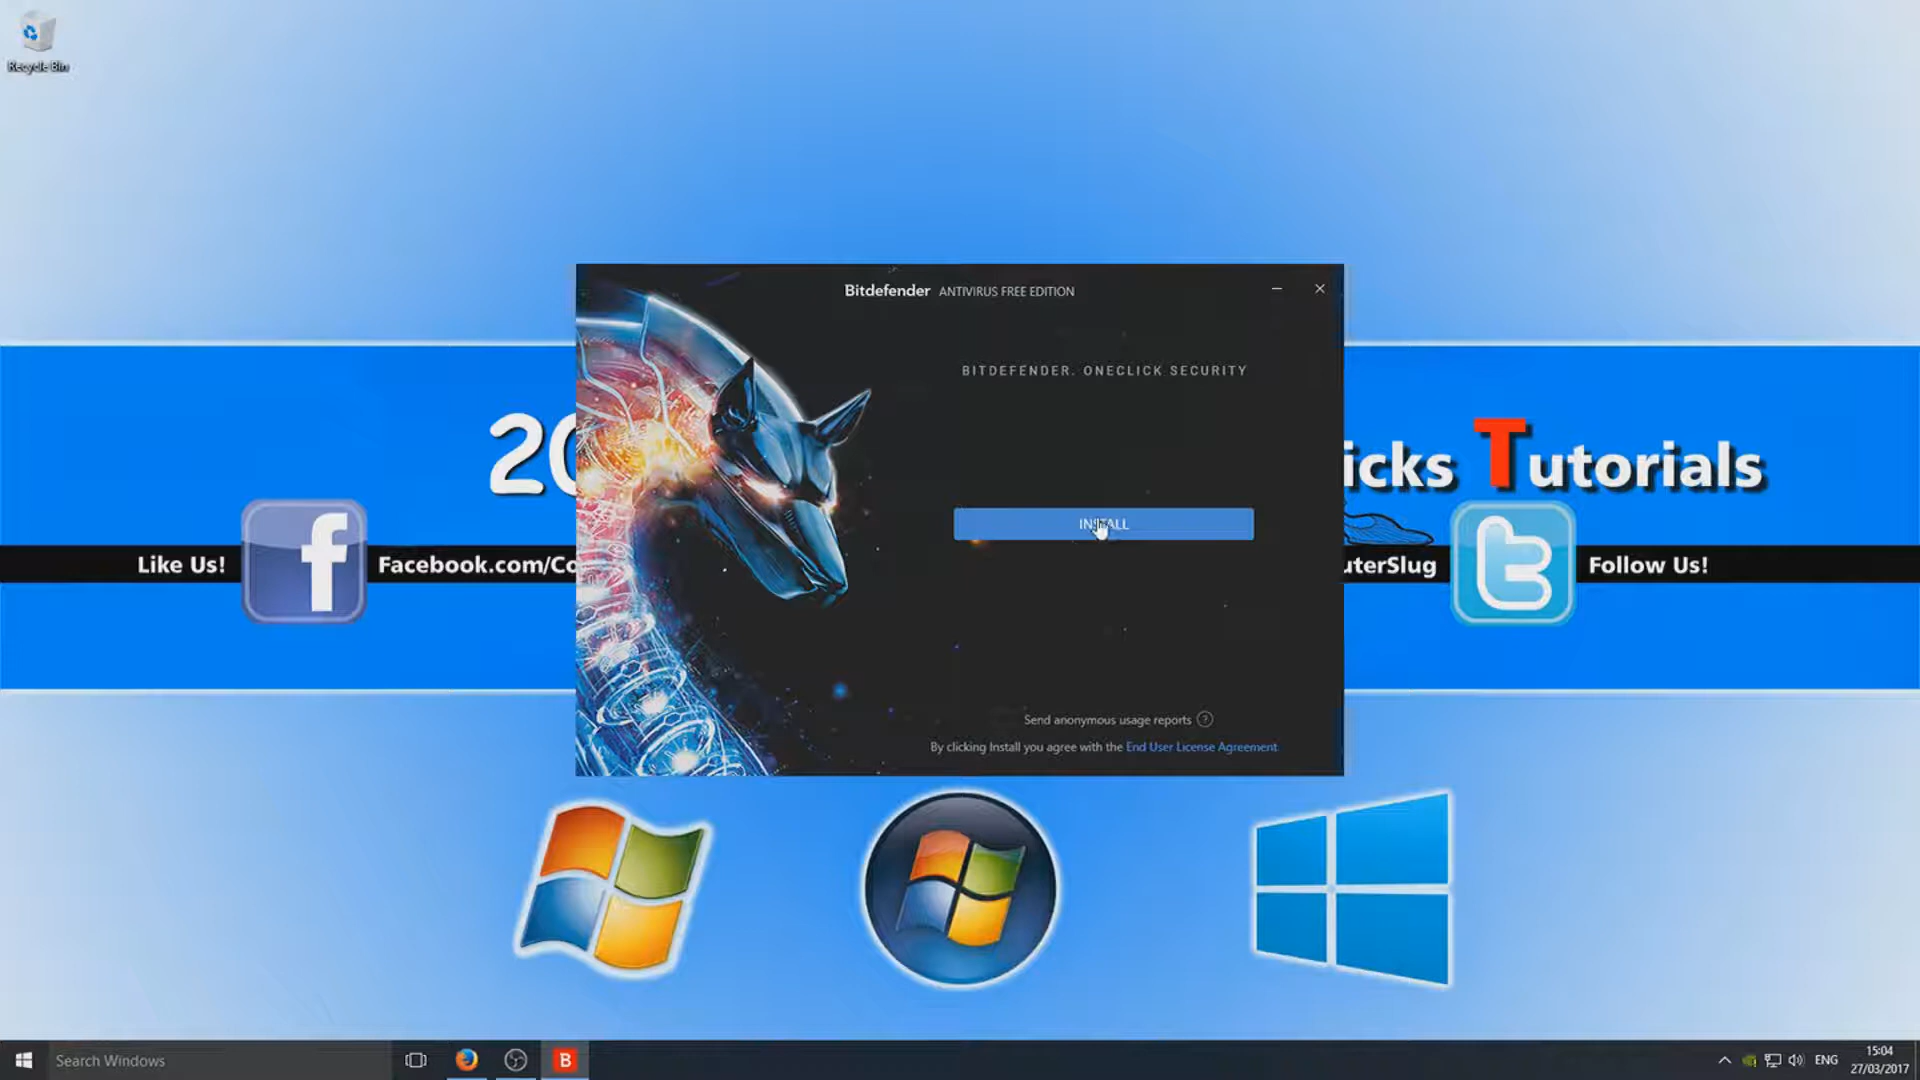 Recycle Bin
Bitdefender ANTIVIRUS FREE EDITION
BITDEFENDER. ONECLICK SECURITY
20
icks Tutorials
INSTALL
Like Us!
f
Facebook.com/Co
uterSlug
Follow Us!
Send anonymous usage reports ?
By clicking Install you agree with the End User License Agreement
Search Windows
B
ENG
15:04
27/03/2017